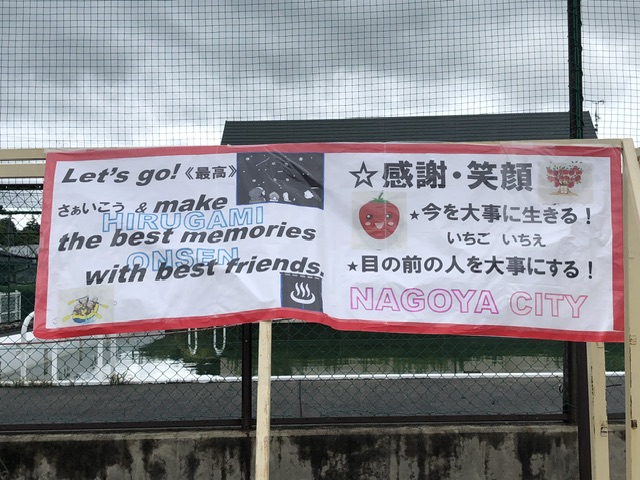 Let's go!《最高》
さぁいこう & make
HIRUGAMI
the best memories
ONSEN
with best friends.
☆感謝・笑顔
★今を大事に生きる！
いちご いちえ
★目の前の人を大事にする！
NAGOYA CITY